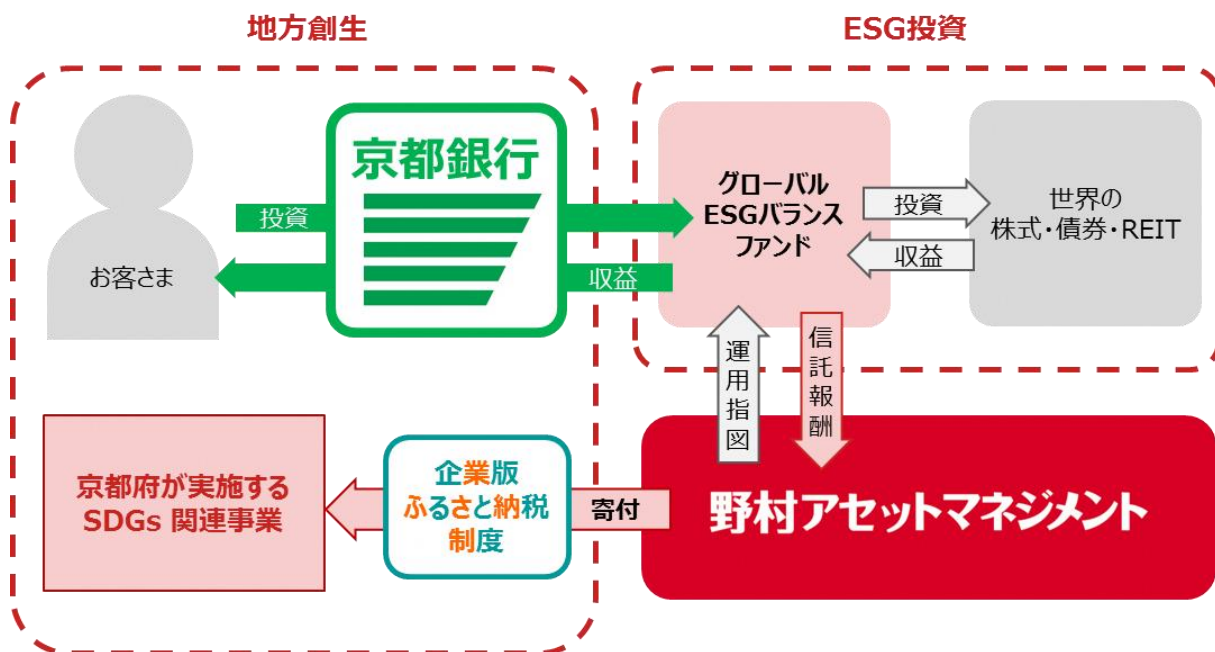 地方創生
ESG投資
お客さま
京都銀行
投資
収益
グローバル
ESGバランス
ファンド
投資
収益
世界の
株式・債券・REIT
運用指図
信託報酬
京都府が実施する
SDGs 関連事業
企業版
ふるさと納税
制度
寄付
野村アセットマネジメント